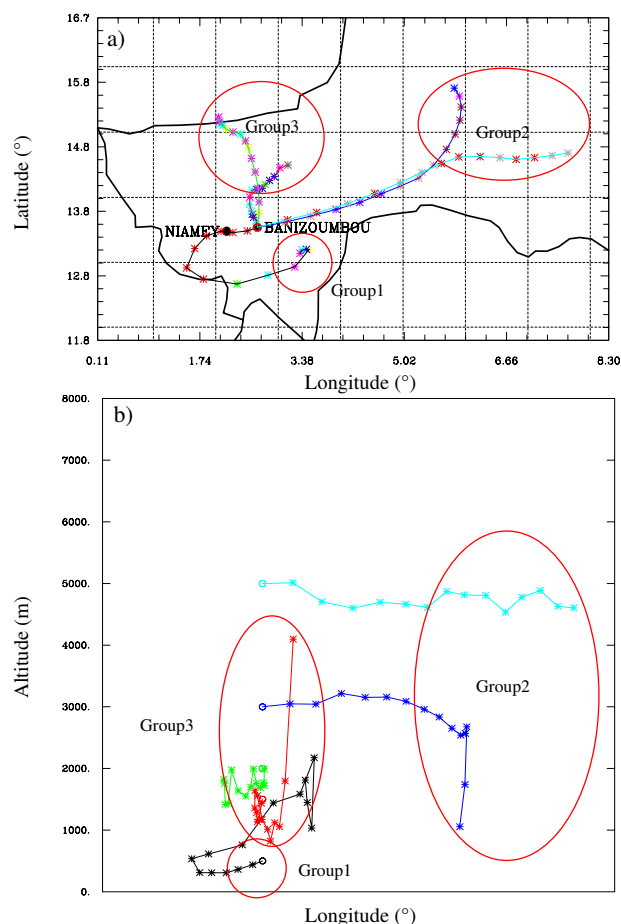 a)
15.8
14.8
13.8
12.8
11.8
Latitude (°)
Group3
Group2
NIAMEY
BANIZOUMBOU
Group1
0.11 1.74 3.38 5.02 6.66 8.30
Longitude (°)
b)
8000.
7000.
6000.
5000.
4000.
3000.
2000.
1000.
0.
Altitude (m)
Group2
Group3
Group1
Longitude (°)